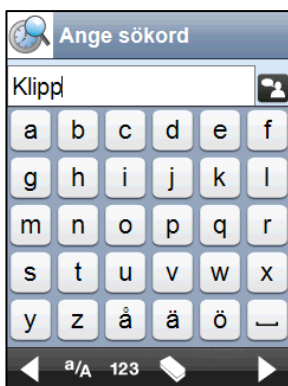 Ange sökord
Klipp
a b c d e f
g h i j k l
m n o p q r
s t u v w x
y z å ä ö
a/A 123